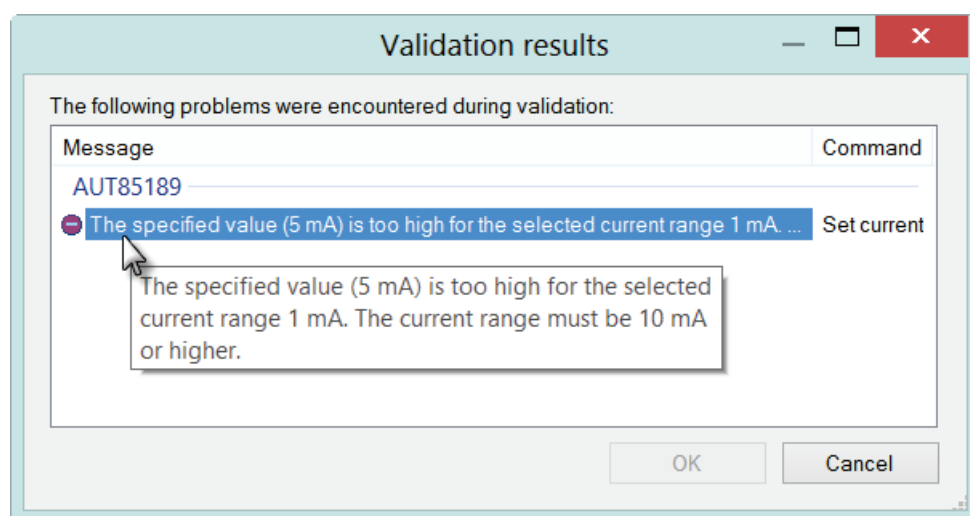 Validation results
The following problems were encountered during validation:
Message Command
AUT85189
The specified value (5 mA) is too high for the selected current range 1 mA. ... Set current
The specified value (5 mA) is too high for the selected
current range 1 mA. The current range must be 10 mA
or higher.
OK Cancel